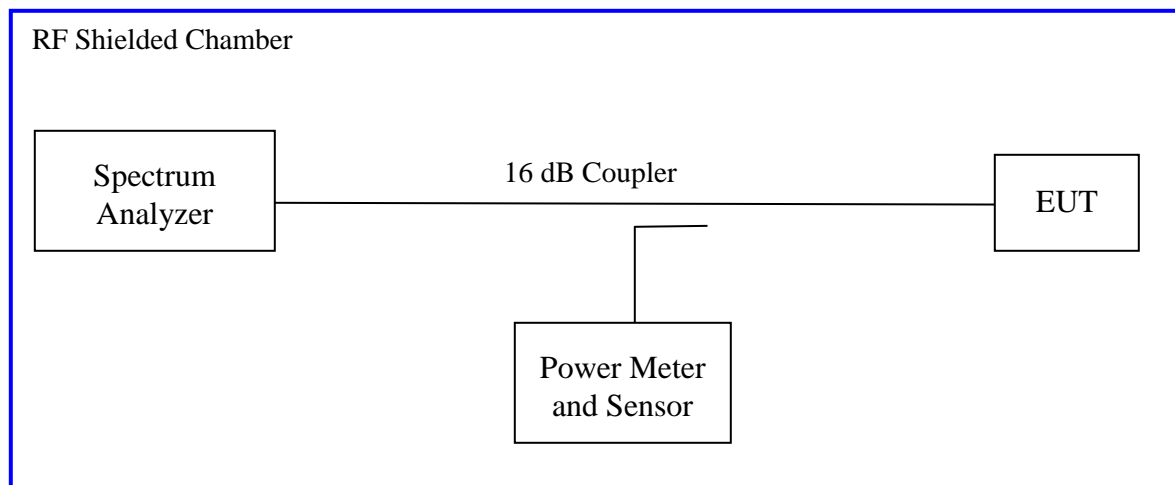 RF Shielded Chamber
Spectrum
Analyzer
16 dB Coupler
EUT
Power Meter
and Sensor